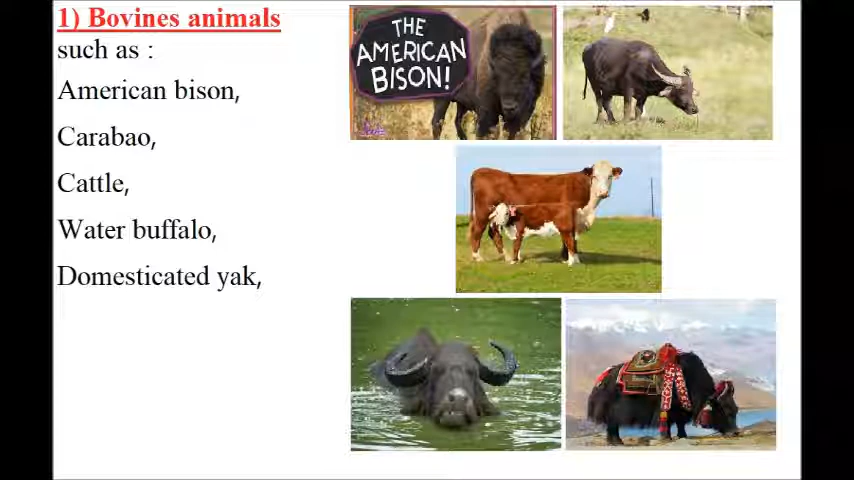 1) Bovines animals
such as :
American bison,
Carabao,
Cattle,
Water buffalo,
Domesticated yak,
THE
AMERICAN
BISON!